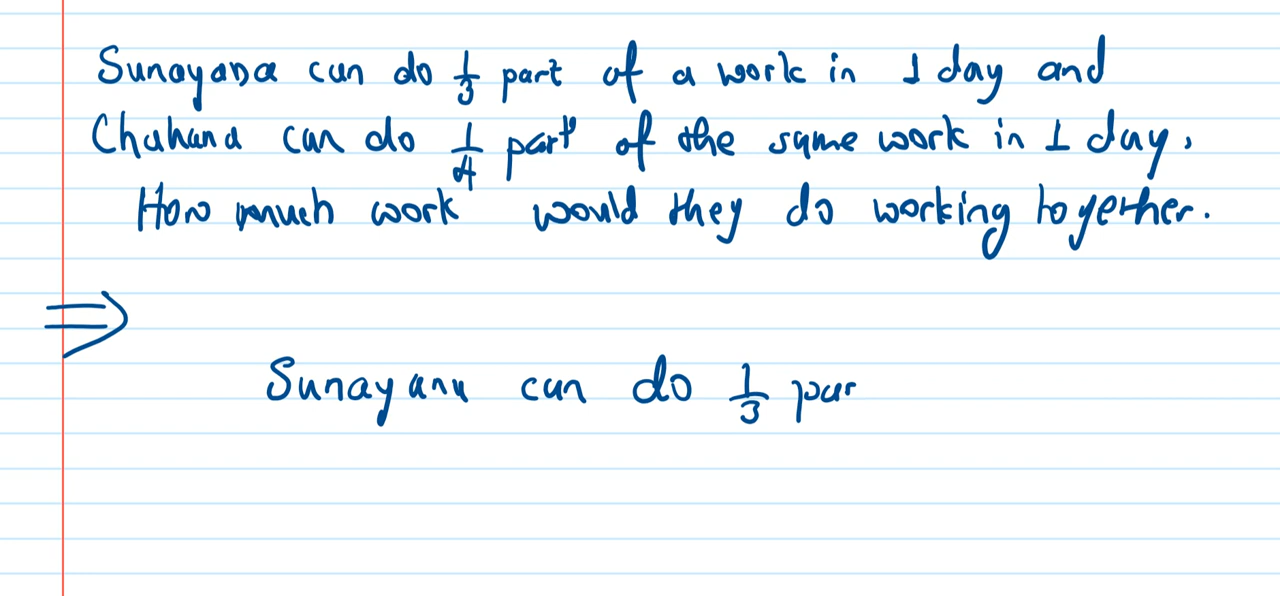 Sunayana can do 1/3 part of a work in 1 day and
Chahana can do 1/4 part of the same work in 1 day.
How much work would they do working together.
⇒
Sunayana can do 1/3 par